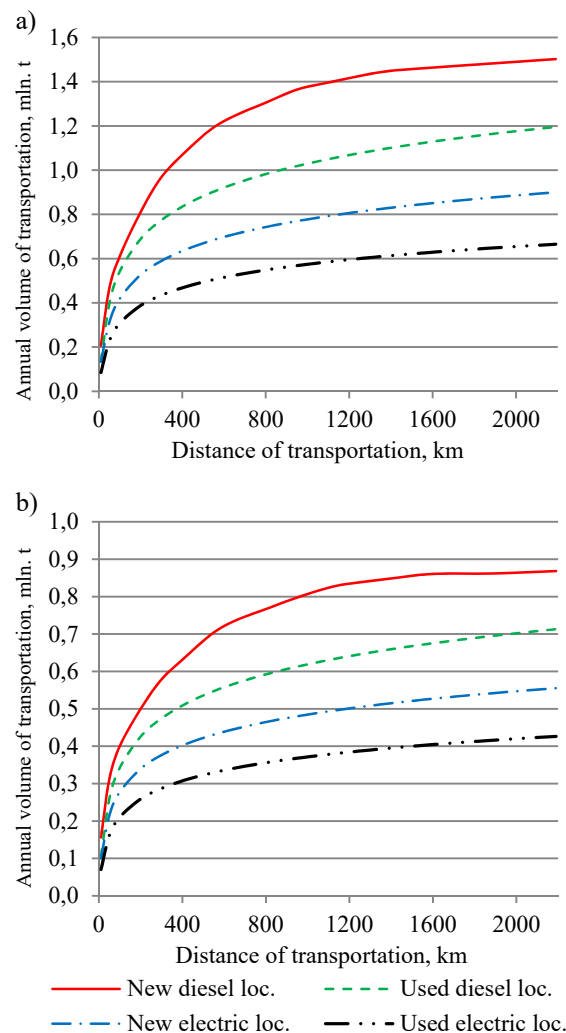 a)
Annual volume of transportation, mln. t
1,6
1,4
1,2
1,0
0,8
0,6
0,4
0,2
0,0
0 400 800 1200 1600 2000
Distance of transportation, km
b)
Annual volume of transportation, mln. t
1,0
0,9
0,8
0,7
0,6
0,5
0,4
0,3
0,2
0,1
0,0
0 400 800 1200 1600 2000
Distance of transportation, km
New diesel loc. Used diesel loc.
New electric loc. Used electric loc.